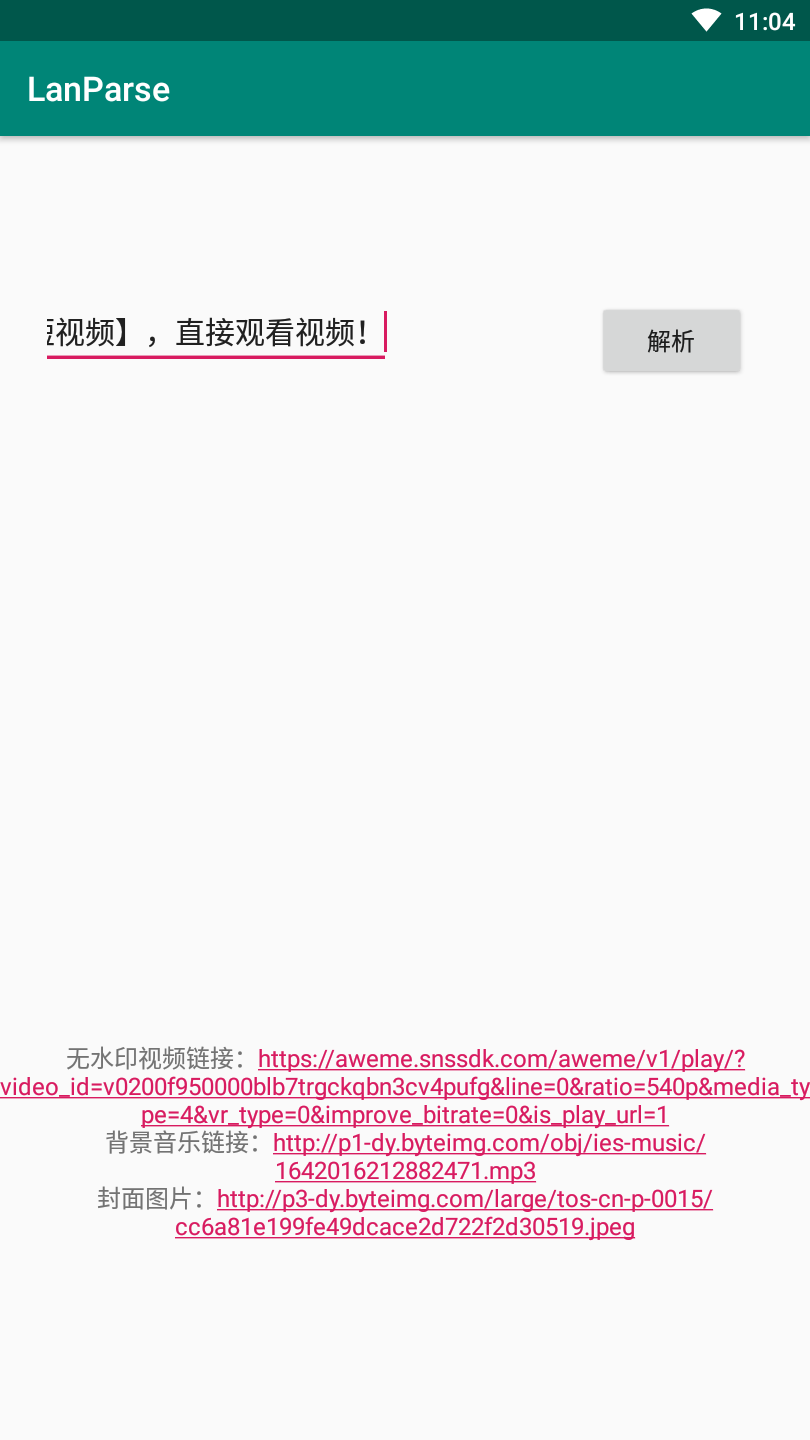 11:04
LanParse
视频】，直接观看视频！
解析
无水印视频链接：https://aweme.snssdk.com/aweme/v1/play/?
video_id=v0200f950000blb7trgckqbn3cv4pufg&line=0&ratio=540p&media_ty
pe=4&vr_type=0&improve_bitrate=0&is_play_url=1
背景音乐链接：http://p1-dy.byteimg.com/obj/ies-music/
1642016212882471.mp3
封面图片：http://p3-dy.byteimg.com/large/tos-cn-p-0015/
cc6a81e199fe49dcace2d722f2d30519.jpeg